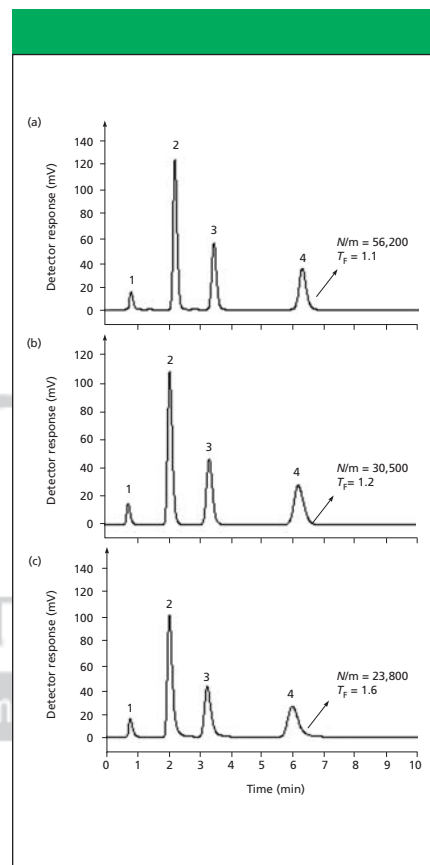 (a)
Detector response (mV)
140
120
100
80
60
40
20
0
1
2
3
4
N/m = 56,200
T_F = 1.1
(b)
Detector response (mV)
120
100
80
60
40
20
0
1
2
3
4
N/m = 30,500
T_F= 1.2
(c)
Detector response (mV)
140
120
100
80
60
40
20
0
1
2
3
4
N/m = 23,800
T_F = 1.6
0 1 2 3 4 5 6 7 8 9 10
Time (min)